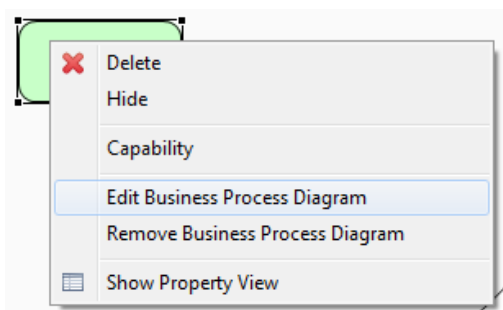 Delete
Hide
Capability
Edit Business Process Diagram
Remove Business Process Diagram
Show Property View